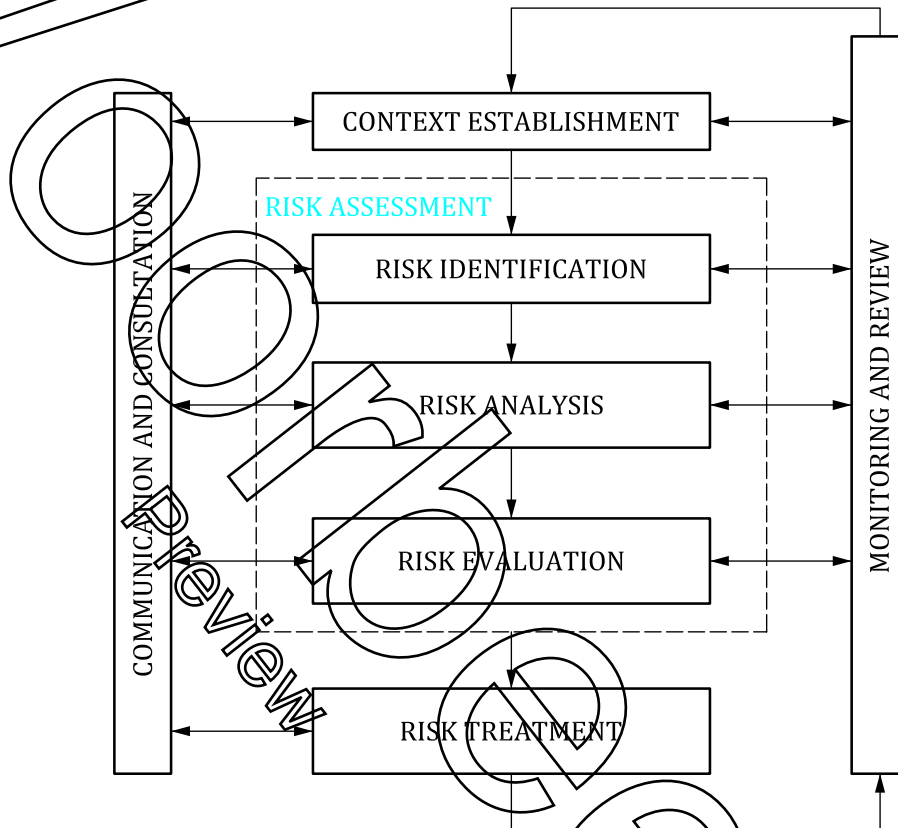 CONTEXT ESTABLISHMENT
RISK ASSESSMENT
RISK IDENTIFICATION
RISK ANALYSIS
RISK EVALUATION
RISK TREATMENT
COMMUNICATION AND CONSULTATION
MONITORING AND REVIEW
Preview